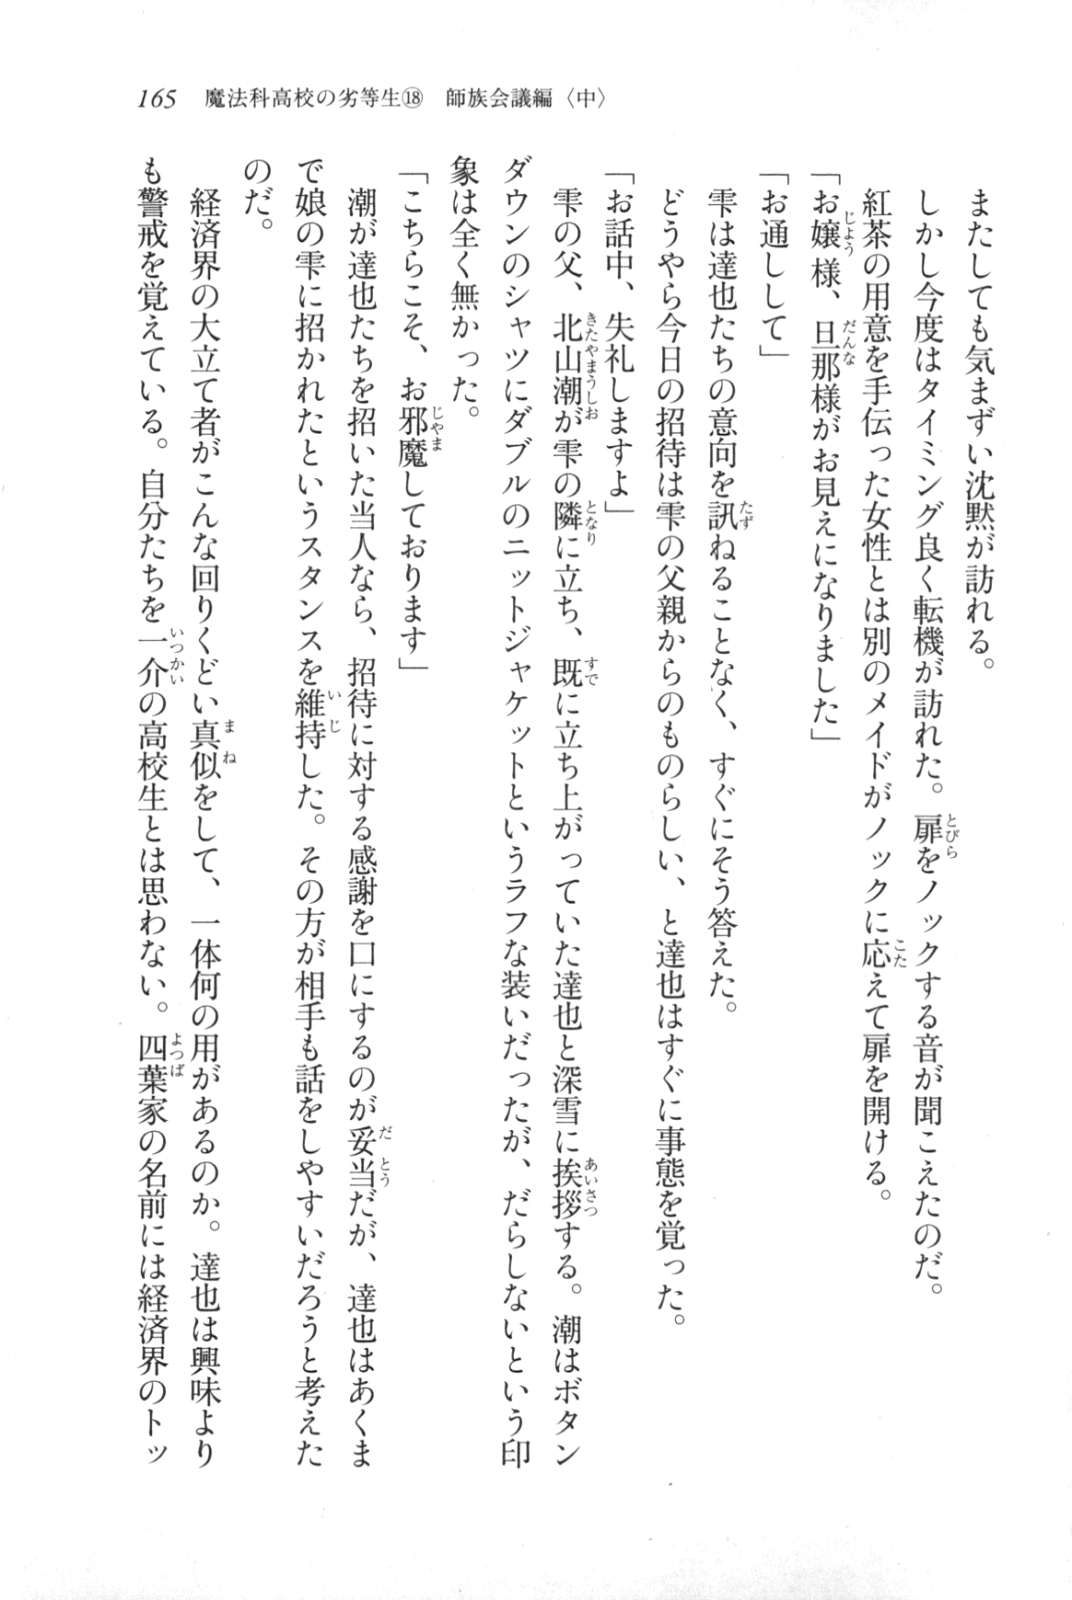 165　魔法科高校の劣等生⑱　師族会議編〈中〉
またしても気まずい沈黙が訪れる。
しかし今度はタイミング良く転機が訪れた。扉をノックする音が聞こえたのだ。
紅茶の用意を手伝った女性とは別のメイドがノックに応えて扉を開ける。
「お嬢様、旦那様がお見えになりました」
「お通しして」
雫は達也たちの意向を訊ねることなく、すぐにそう答えた。
どうやら今日の招待は雫の父親からのものらしい、と達也はすぐに事態を覚った。
「お話中、失礼しますよ」
雫の父、北山潮が雫の隣に立ち、既に立ち上がっていた達也と深雪に挨拶する。潮はボタン
ダウンのシャツにダブルのニットジャケットというラフな装いだったが、だらしないという印
象は全く無かった。
「こちらこそ、お邪魔しております」
潮が達也たちを招いた当人なら、招待に対する感謝を口にするのが妥当だが、達也はあくま
で娘の雫に招かれたというスタンスを維持した。その方が相手も話をしやすいだろうと考えた
のだ。
経済界の大立て者がこんな回りくどい真似をして、一体何の用があるのか。達也は興味より
も警戒を覚えている。自分たちを一介の高校生とは思わない。四葉家の名前には経済界のトッ